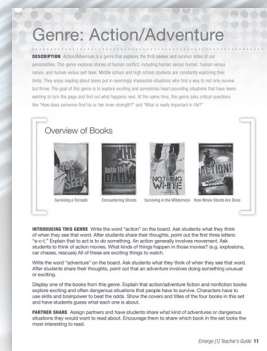 Genre: Action/Adventure
DESCRIPTION Action/Adventure is a genre that explores the thrill seeker and survivor sides of our
personalities. This genre explores stories of human conflict, including human versus human, human versus
nature, and human versus self tales. Middle school and high school students are constantly exploring their
limits. They enjoy reading about teens put in seemingly impossible situations who find a way to not only survive
but thrive. The goal of this genre is to explore exciting and sometimes heart-pounding situations that have teens
wanting to turn the page and find out what happens next. At the same time, this genre asks critical questions
like "How does someone find his or her inner strength?" and "What is really important in life?"
Overview of Books
NOTHING
WHITE
ACTION!
Surviving a Tornado
Encountering Ghosts
Surviving in the Wilderness
How Movie Stunts Are Done
INTRODUCING THIS GENRE Write the word "action" on the board. Ask students what they think
of when they see that word. After students share their thoughts, point out the first three letters:
"a-c-t." Explain that to act is to do something. An action generally involves movement. Ask
students to think of action movies. What kinds of things happen in these movies? (e.g. explosions,
car chases, rescues) All of these are exciting things to watch.
Write the word "adventure" on the board. Ask students what they think of when they see that word.
After students share their thoughts, point out that an adventure involves doing something unusual
or exciting.
Display one of the books from this genre. Explain that action/adventure fiction and nonfiction books
explore exciting and often dangerous situations that people have to survive. Characters have to
use skills and brainpower to beat the odds. Show the covers and titles of the four books in this set
and have students guess what each one is about.
PARTNER SHARE Assign partners and have students share what kind of adventures or dangerous
situations they would want to read about. Encourage them to share which book in the set looks the
most interesting to read.
Emerge [1] Teacher's Guide 11